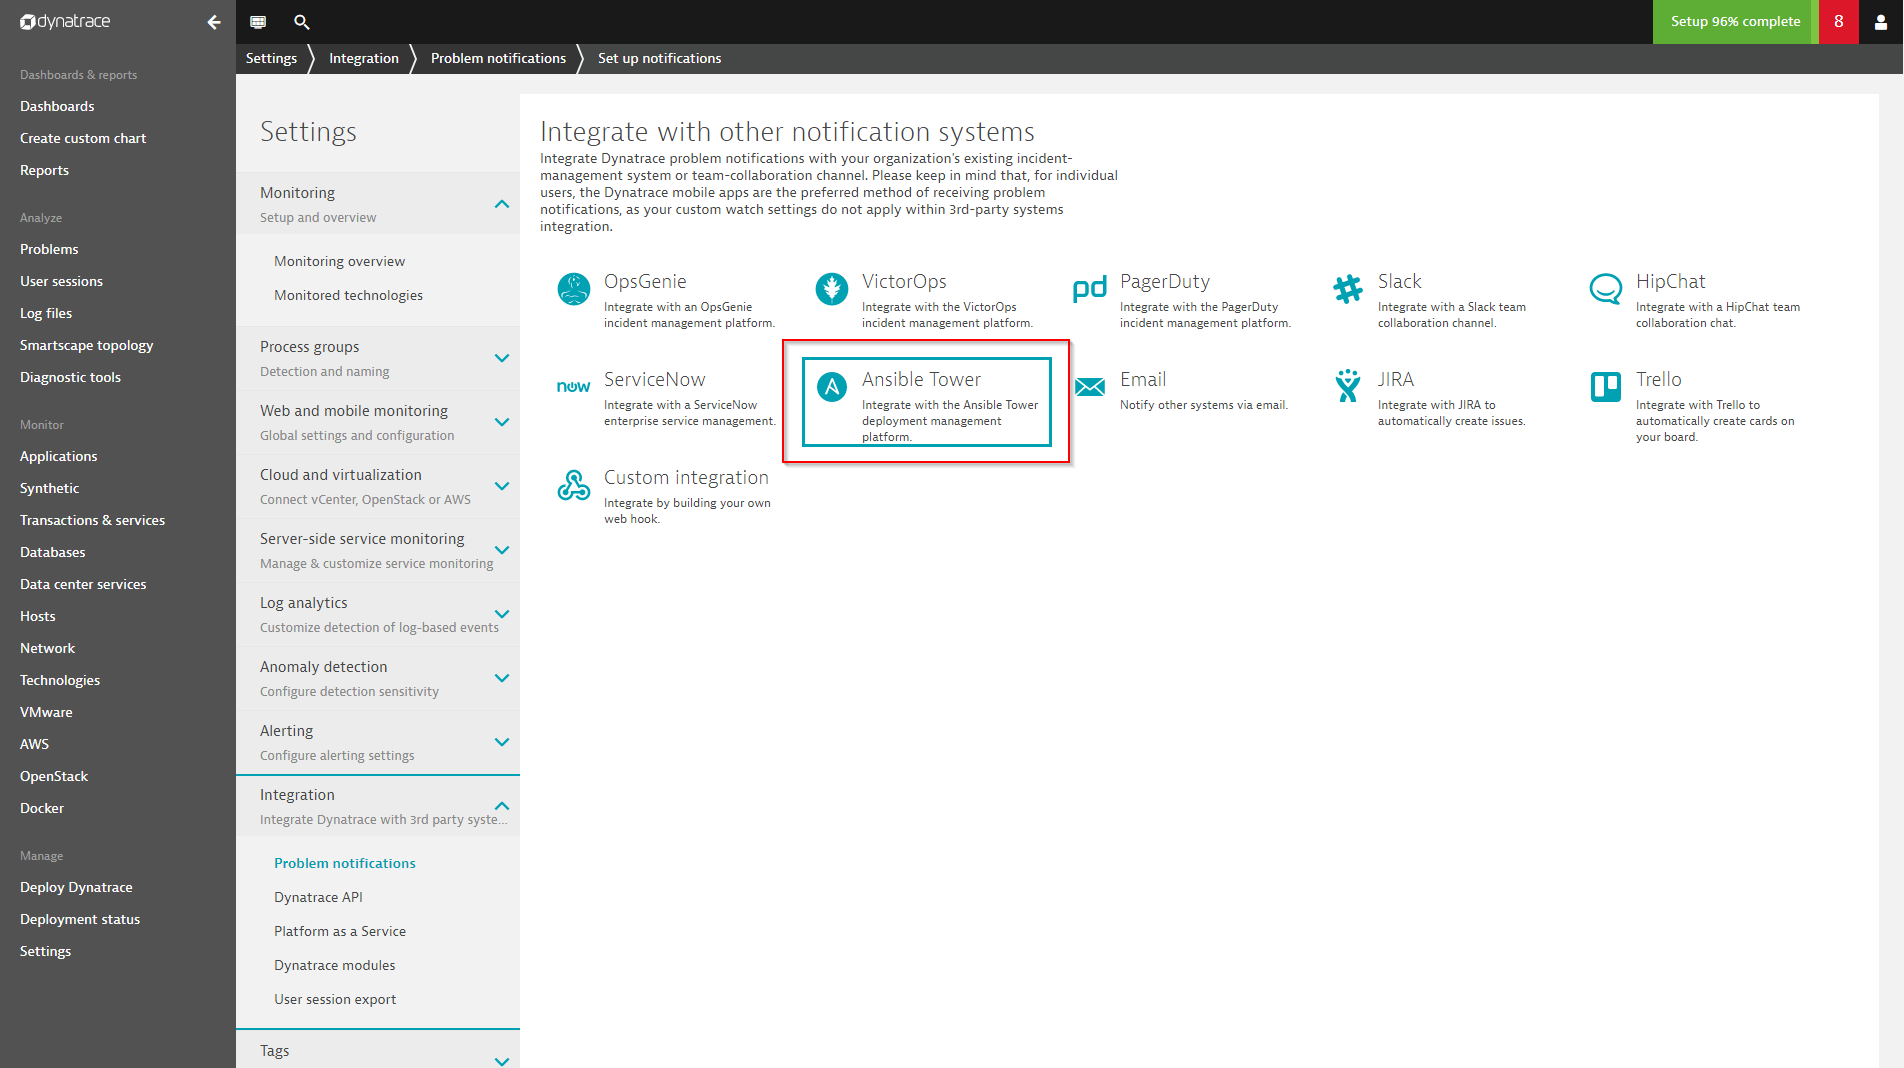 dynatrace
Setup 96% complete
8
Settings
Integration
Problem notifications
Set up notifications
Dashboards & reports
Dashboards
Create custom chart
Reports
Analyze
Problems
User sessions
Log files
Smartscape topology
Diagnostic tools
Monitor
Applications
Synthetic
Transactions & services
Databases
Data center services
Hosts
Network
Technologies
VMware
AWS
OpenStack
Docker
Manage
Deploy Dynatrace
Deployment status
Settings
Settings
Monitoring
Setup and overview
Monitoring overview
Monitored technologies
Process groups
Detection and naming
Web and mobile monitoring
Global settings and configuration
Cloud and virtualization
Connect vCenter, OpenStack or AWS
Server-side service monitoring
Manage & customize service monitoring
Log analytics
Customize detection of log-based events
Anomaly detection
Configure detection sensitivity
Alerting
Configure alerting settings
Integration
Integrate Dynatrace with 3rd party syste...
Problem notifications
Dynatrace API
Platform as a Service
Dynatrace modules
User session export
Tags
Integrate with other notification systems
Integrate Dynatrace problem notifications with your organization's existing incident-
management system or team-collaboration channel. Please keep in mind that, for individual
users, the Dynatrace mobile apps are the preferred method of receiving problem
notifications, as your custom watch settings do not apply within 3rd-party systems
integration.
OpsGenie
Integrate with an OpsGenie
incident management platform.
VictorOps
Integrate with the VictorOps
incident management platform.
pd
PagerDuty
Integrate with the PagerDuty
incident management platform.
Slack
Integrate with a Slack team
collaboration channel.
HipChat
Integrate with a HipChat team
collaboration chat.
now
ServiceNow
Integrate with a ServiceNow
enterprise service management.
A
Ansible Tower
Integrate with the Ansible Tower
deployment management
platform.
Email
Notify other systems via email.
JIRA
Integrate with JIRA to
automatically create issues.
Trello
Integrate with Trello to
automatically create cards on
your board.
Custom integration
Integrate by building your own
web hook.